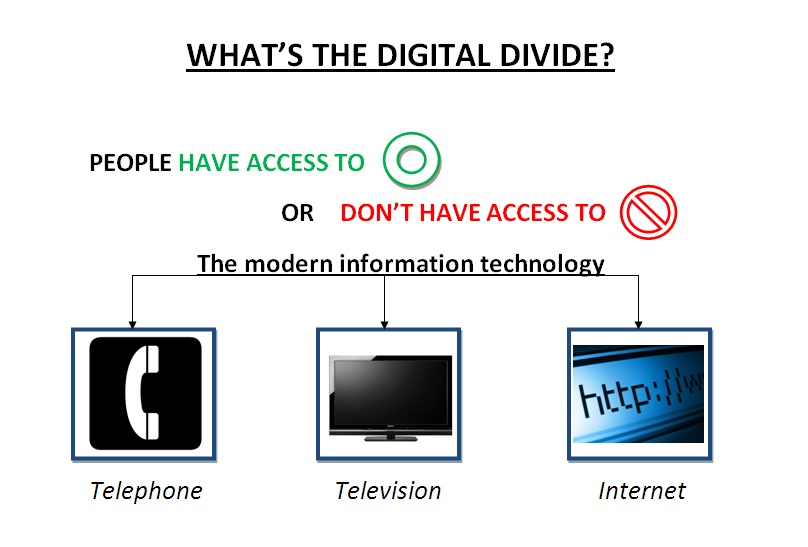 WHAT'S THE DIGITAL DIVIDE?
PEOPLE HAVE ACCESS TO
OR DON'T HAVE ACCESS TO
The modern information technology
http://w
Telephone Television Internet